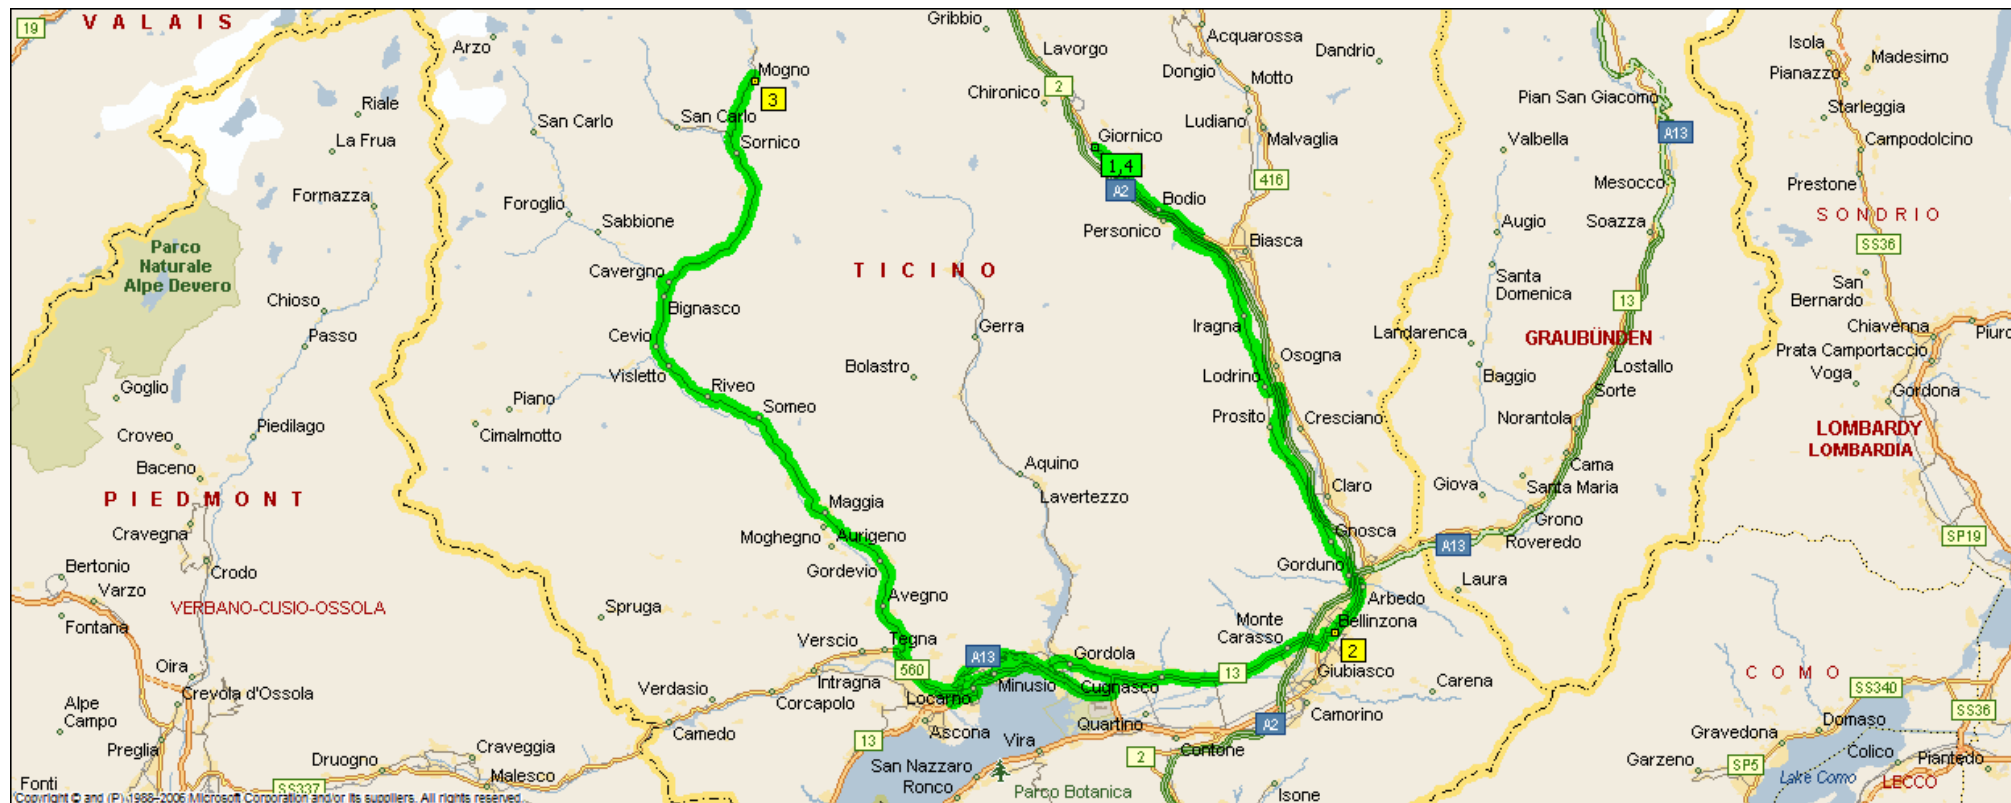 19
VALAIS
Arzo
Gribbio
Lavorgo
Acquarossa
Dandrio
Isola
Madesimo
Mogno
3
Dongio
Motto
Pianazzo
2
Chironico
Pian San Giacomo
Starleggia
Riale
San Carlo
San Carlo
Ludiano
La Frua
Sornico
Giornico
Malvaglia
Valbella
A13
Campodolcino
1,4
A2
416
Mesocco
Prestone
Formazza
Foroglio
Bodio
SONDRIO
Sabbione
Personico
Biasca
Augio
Soazza
SS36
Parco
Naturale
Alpe Devero
Cavergno
TICINO
Santa
Domenica
San
Bernardo
Chioso
Bignasco
13
Passo
Cevio
Gerra
Iragna
Landarenca
GRAUBÜNDEN
Chiavenna
Piuro
Visletto
Bolastro
Osogna
Lostallo
Prata Camportaccio
Goglio
Riveo
Lodrino
Baggio
Sorte
Voga
Gordona
Piano
Someo
Prosito
Cresciano
Norantola
Croveo
Piedilago
Cimalmotto
LOMBARDY
LOMBARDIA
Baceno
Aquino
Cama
PIEDMONT
Lavertezzo
Claro
Giova
Santa Maria
Maggia
Cravegna
Moghegno
Aurigeno
Gnosca
Grono
A13
Roveredo
SP19
Bertonio
Crodo
Gordevio
Gorduno
Laura
Varzo
VERBANO-CUSIO-OSSOLA
Spruga
Avegno
Arbedo
Fontana
Monte
Carasso
Bellinzona
Verscio
Tegna
2
Oira
560
A13
Gordola
13
Giubiasco
COMO
Crevola d'Ossola
Verdasio
Intragna
Minusio
Cugnasco
Carena
SS340
Alpe
Campo
Corcapolo
Locarno
Camorino
SS36
Preglia
Camedo
13
Ascona
Vira
Quartino
A2
Domaso
Gravedona
Druogno
Craveggia
2
Contone
Colico
Garzeno
SP5
Piantedo
Fonti
SS337
Malesco
San Nazzaro
Ronco
Parco Botanica
Isone
Lake Como
LECCO
Copyright © and (P) 1988–2006 Microsoft Corporation and/or its suppliers. All rights reserved.